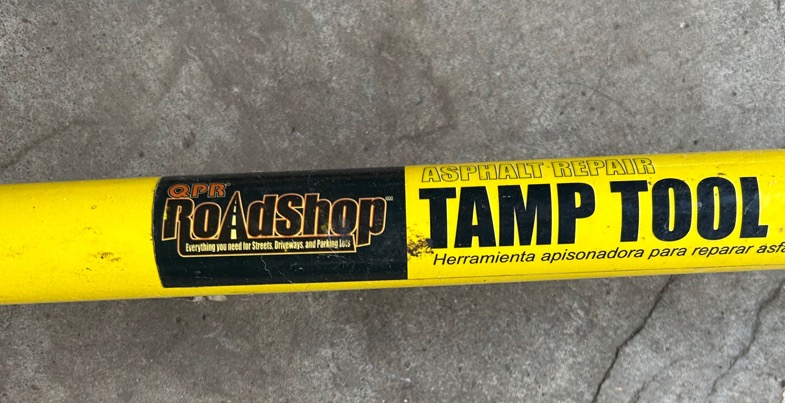 QPR
RoadShop
Everything you need for Streets, Driveways, and Parking Lots
ASPHALT REPAIR
TAMP TOOL
Herramienta apisonadora para reparar